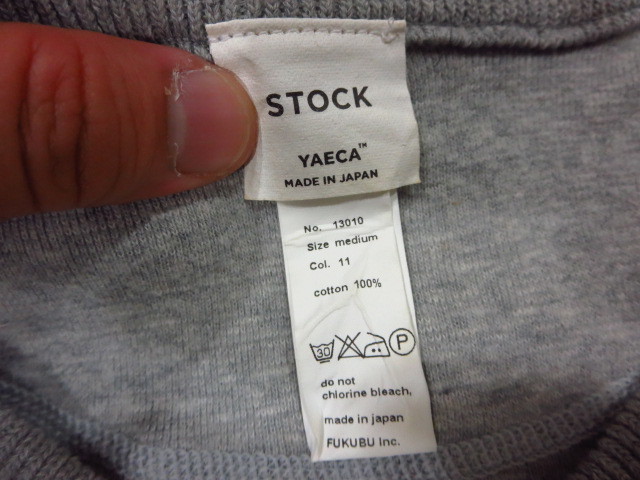 STOCK
YAECA™
MADE IN JAPAN
No. 13010
Size medium
Col. 11
cotton 100%
30 P
do not
chlorine bleach,
made in japan
FUKUBU Inc.